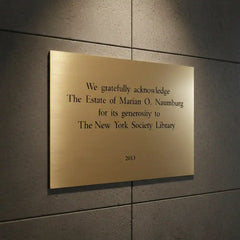 We gratefully acknowledge
The Estate of Marian O. Naumburg
for its generosity to
The New York Society Library
2013